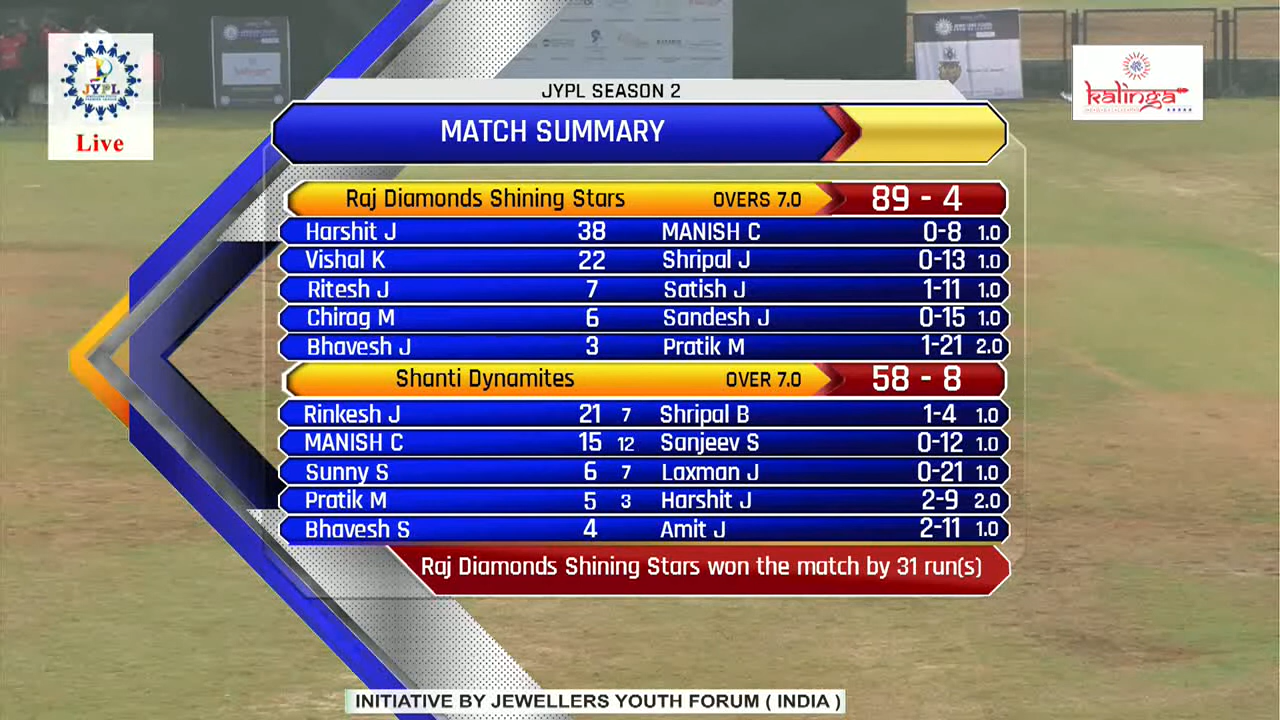 JYPL
Live
kalinga
JYPL SEASON 2
MATCH SUMMARY
Raj Diamonds Shining Stars OVERS 7.0 89 - 4
Harshit J 38 MANISH C 0-8 1.0
Vishal K 22 Shripal J 0-13 1.0
Ritesh J 7 Satish J 1-11 1.0
Chirag M 6 Sandesh J 0-15 1.0
Bhavesh J 3 Pratik M 1-21 2.0
Shanti Dynamites OVER 7.0 58 - 8
Rinkesh J 21 7 Shripal B 1-4 1.0
MANISH C 15 12 Sanjeev S 0-12 1.0
Sunny S 6 7 Laxman J 0-21 1.0
Pratik M 5 3 Harshit J 2-9 2.0
Bhavesh S 4 Amit J 2-11 1.0
Raj Diamonds Shining Stars won the match by 31 run(s)
INITIATIVE BY JEWELLERS YOUTH FORUM ( INDIA )